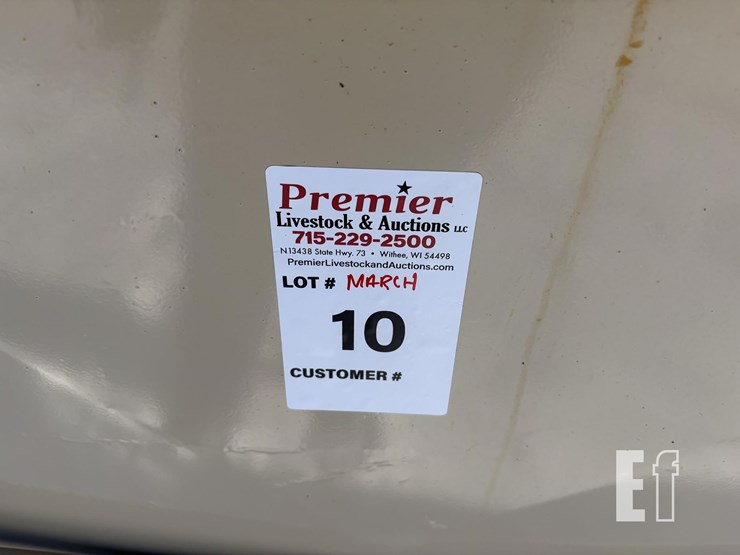 Premier
Livestock & Auctions LLC
715-229-2500
N13438 State Hwy. 73 • Withee, WI 54498
PremierLivestockandAuctions.com
LOT # MARCH
10
CUSTOMER #
Ef